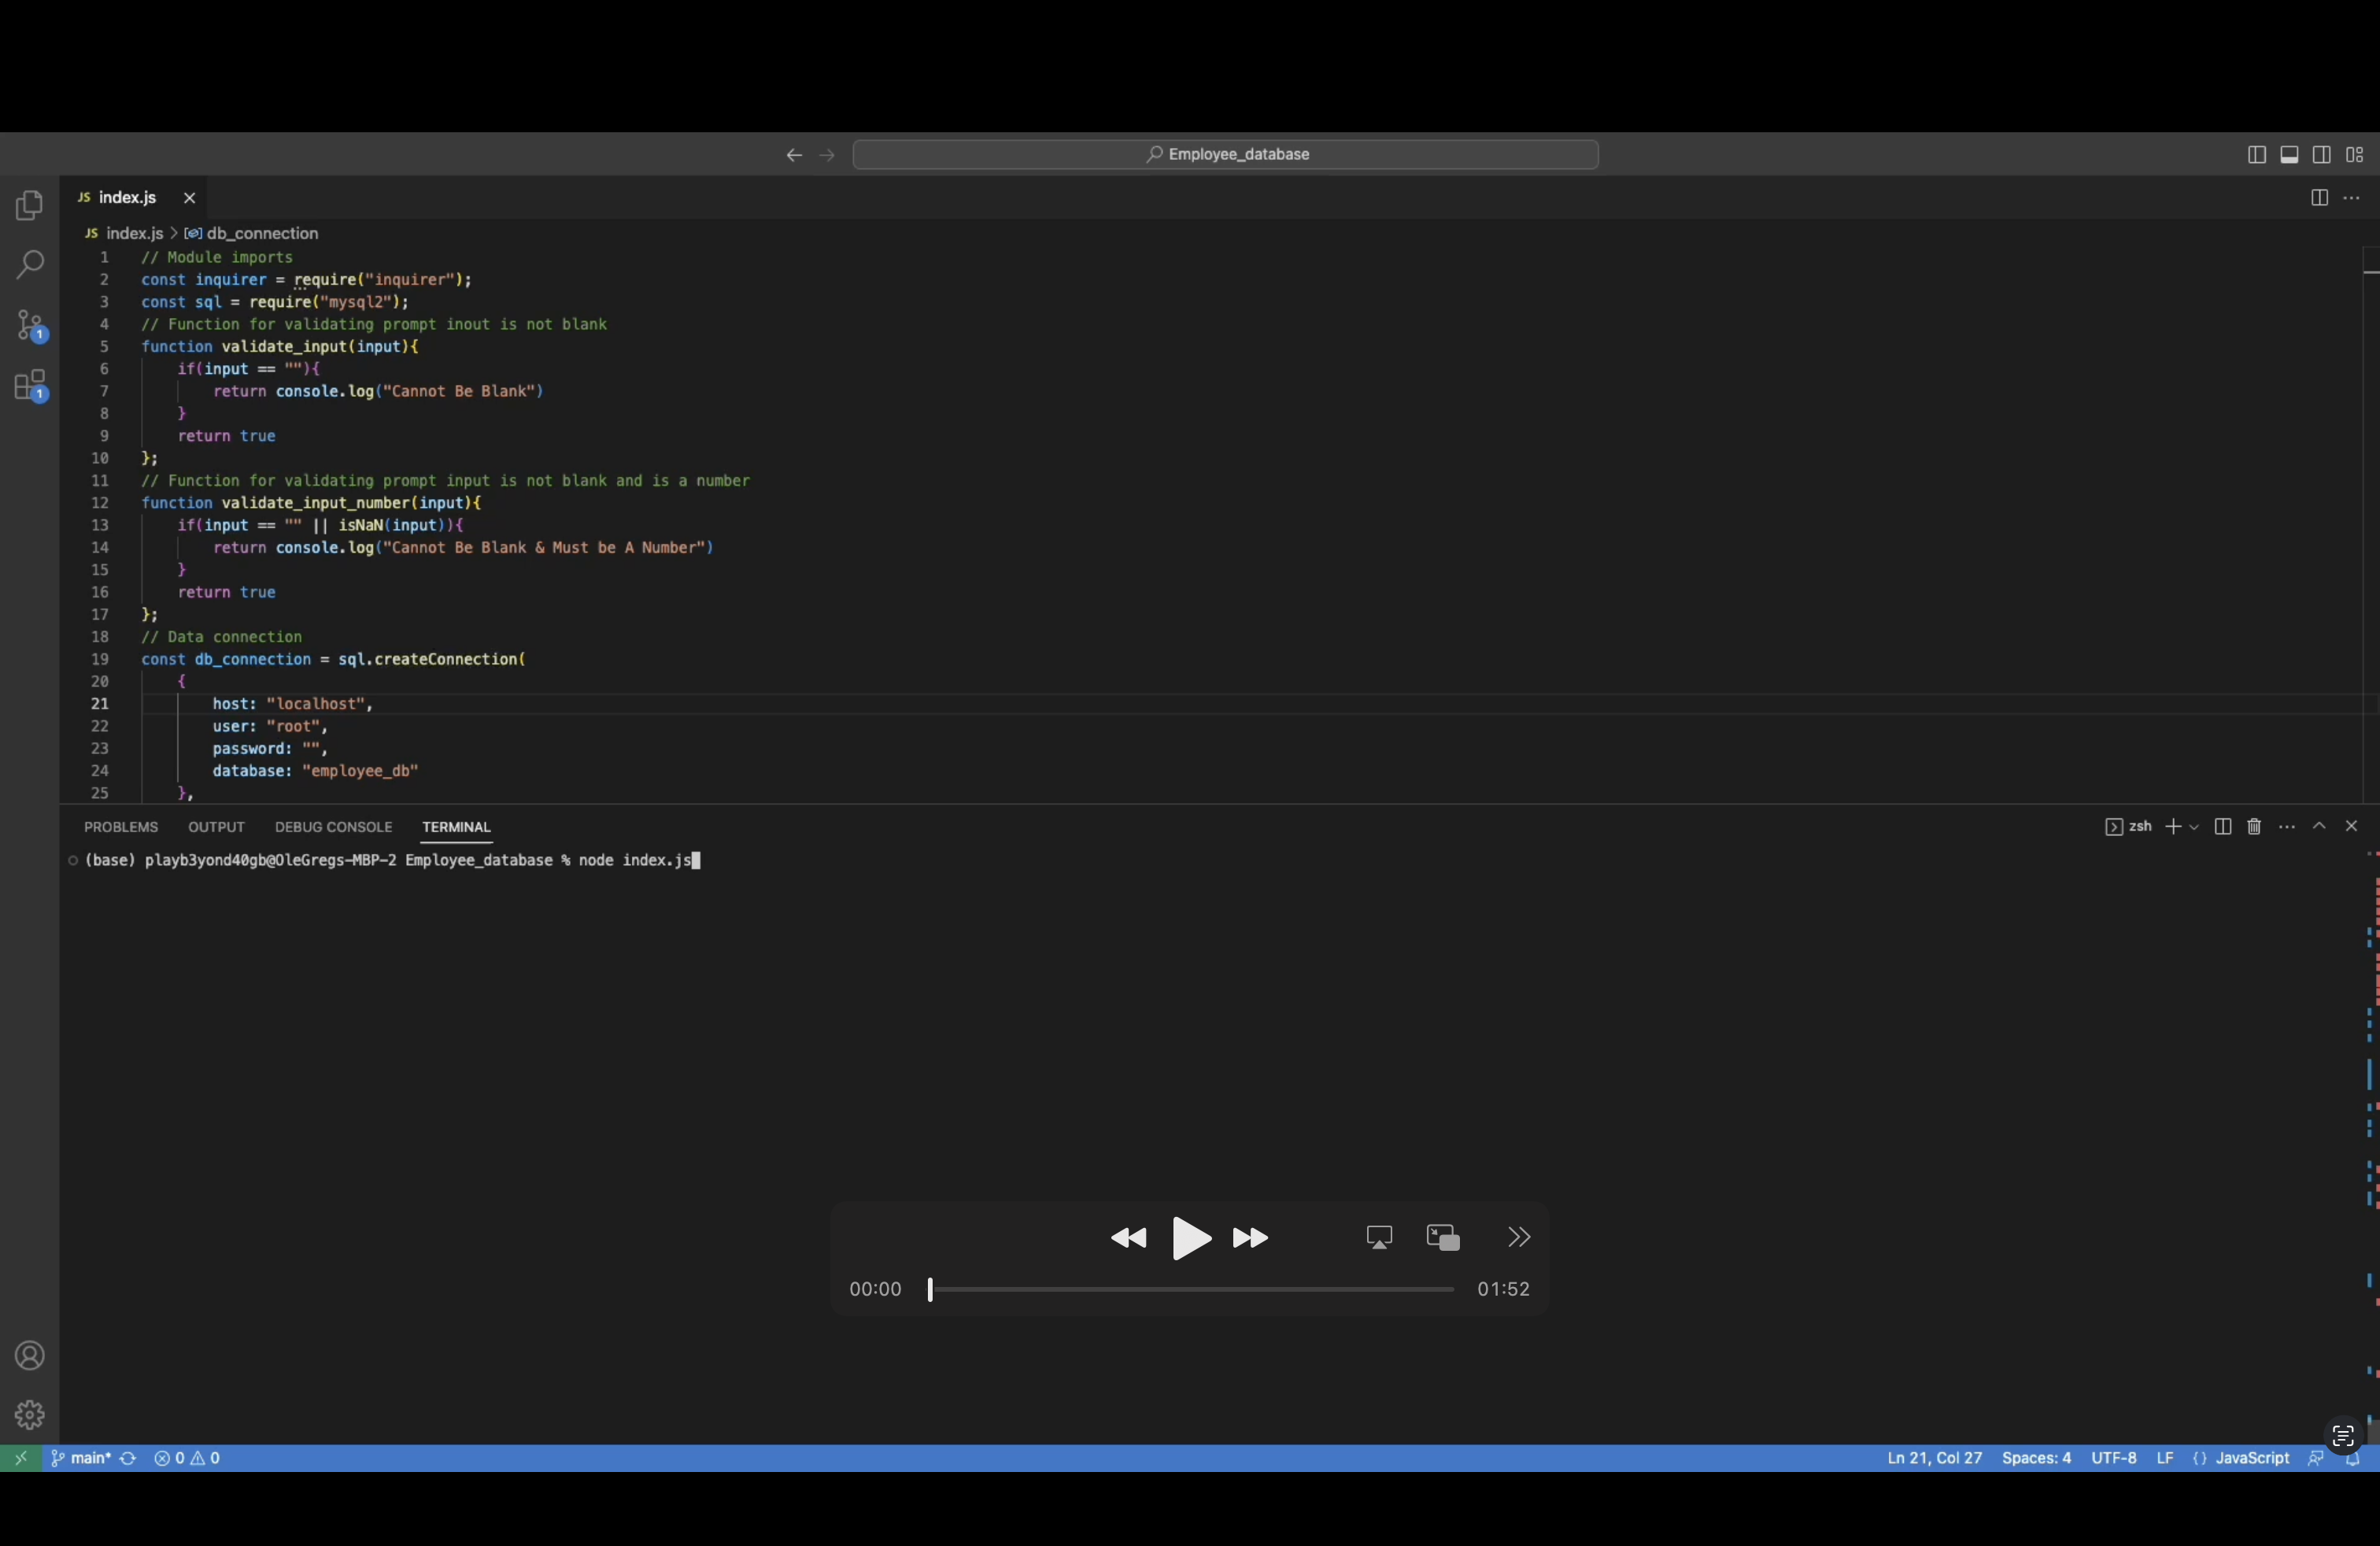 Employee_database
JS index.js
JS index.js > db_connection
1 // Module imports
2 const inquirer = require("inquirer");
3 const sql = require("mysql2");
4 // Function for validating prompt inout is not blank
5 function validate_input(input){
6 if(input == ""){
7 return console.log("Cannot Be Blank")
8 }
9 return true
10 };
11 // Function for validating prompt input is not blank and is a number
12 function validate_input_number(input){
13 if(input == "" || isNaN(input)){
14 return console.log("Cannot Be Blank & Must be A Number")
15 }
16 return true
17 };
18 // Data connection
19 const db_connection = sql.createConnection(
20 {
21 host: "localhost",
22 user: "root",
23 password: "",
24 database: "employee_db"
25 },
1
1
PROBLEMS OUTPUT DEBUG CONSOLE TERMINAL zsh
(base) playb3yond40gb@OleGregs-MBP-2 Employee_database % node index.js
00:00 01:52
main* 0 0 Ln 21, Col 27 Spaces: 4 UTF-8 LF {} JavaScript